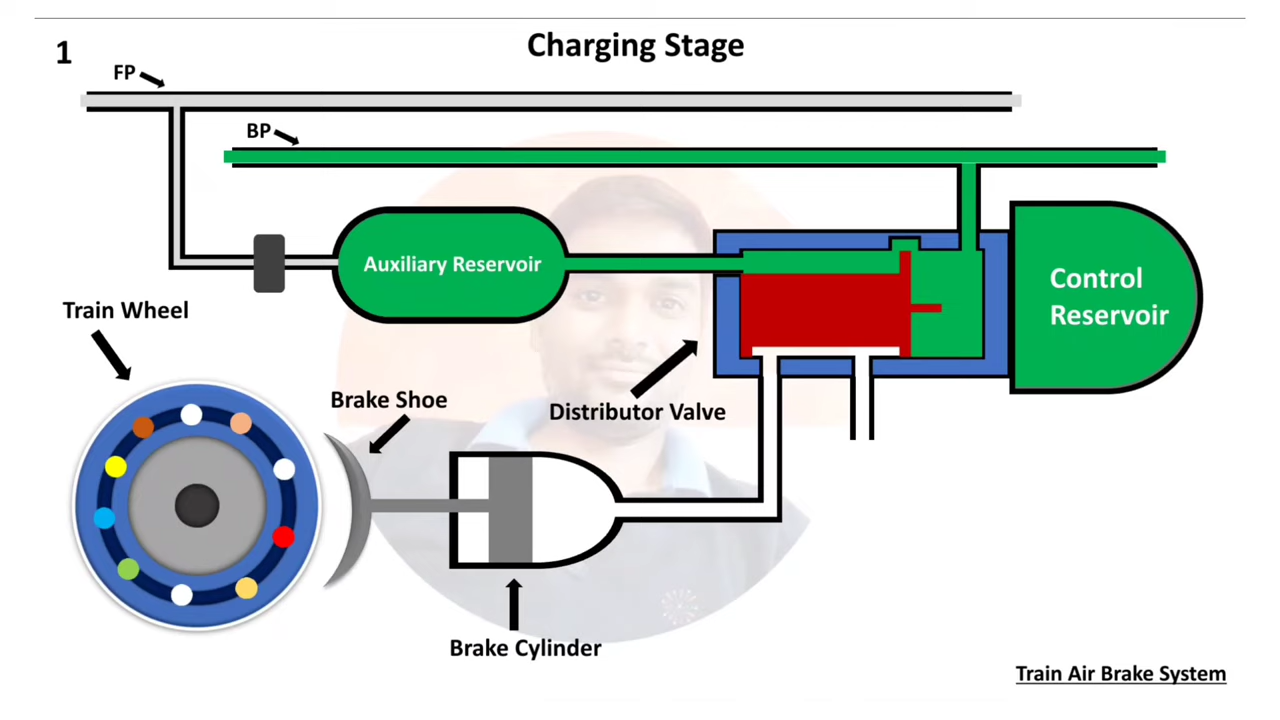 1
Charging Stage
FP
BP
Auxiliary Reservoir
Control
Reservoir
Train Wheel
Brake Shoe
Distributor Valve
Brake Cylinder
Train Air Brake System